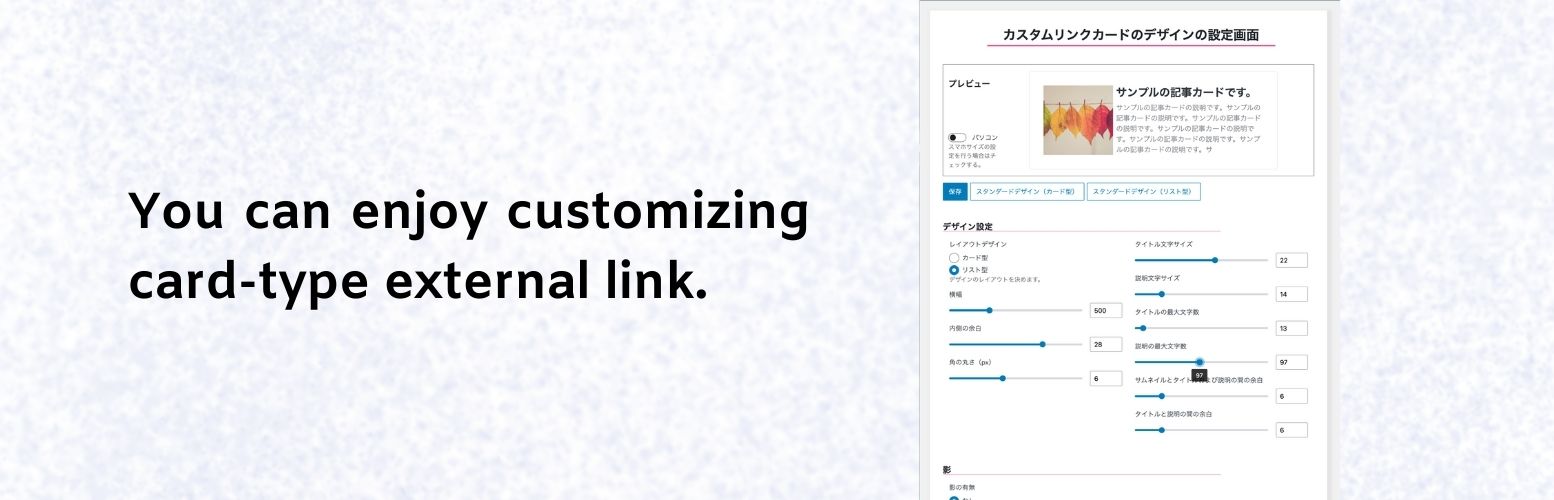 You can enjoy customizing
card-type external link.
カスタムリンクカードのデザインの設定画面
プレビュー
パソコン
スマホサイズの設
定を行う場合はチ
ェックする。
サンプルの記事カードです。
サンプルの記事カードの説明です。サンプルの
記事カードの説明です。サンプルの記事カード
の説明です。サンプルの記事カードの説明で
す。サンプルの記事カードの説明です。サンプ
ルの記事カードの説明です。サ
保存
スタンダードデザイン（カード型）
スタンダードデザイン（リスト型）
デザイン設定
レイアウトデザイン
カード型
リスト型
デザインのレイアウトを決めます。
横幅
500
内側の余白
28
角の丸さ（px）
6
タイトル文字サイズ
22
説明文字サイズ
14
タイトルの最大文字数
13
説明の最大文字数
97
97
サムネイルとタイトルおよび説明の間の余白
6
タイトルと説明の間の余白
6
影
影の有無